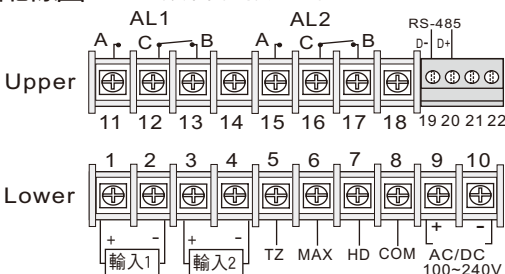 AL1 AL2 RS-485
A C B A C B D- D+
Upper
11 12 13 14 15 16 17 18 19 20 21 22
1 2 3 4 5 6 7 8 9 10
Lower
+ - + - TZ MAX HD COM + -
輸入1 輸入2 AC/DC
100~240V